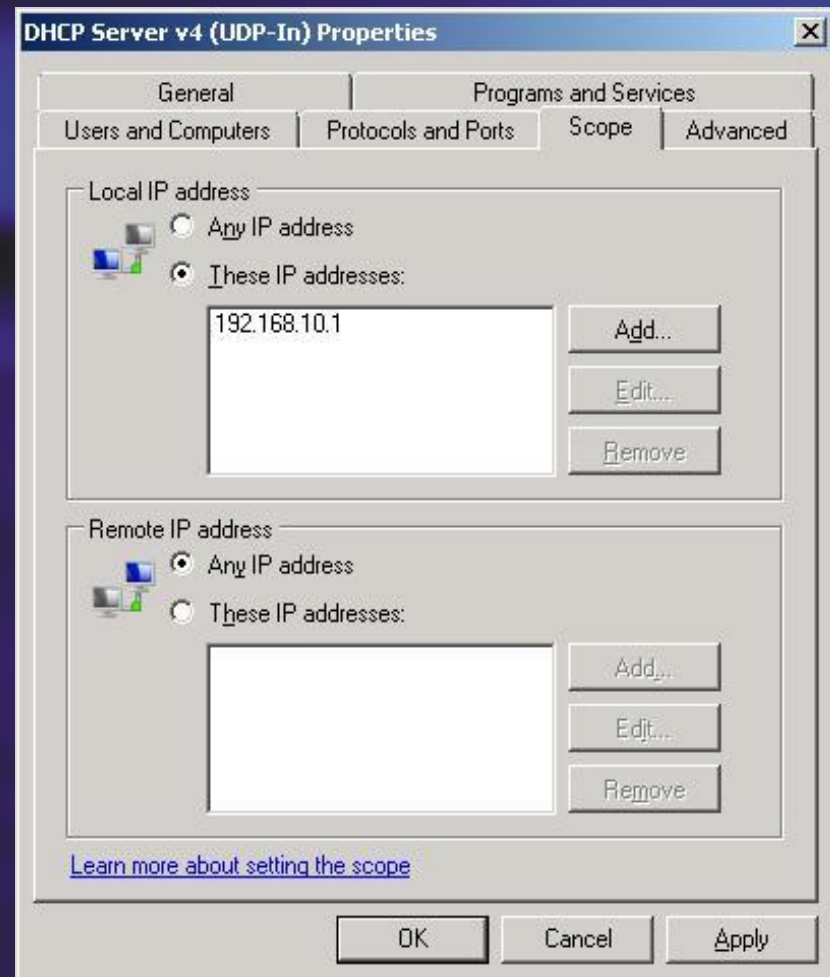 DHCP Server v4 (UDP-In) Properties
General
Programs and Services
Users and Computers
Protocols and Ports
Scope
Advanced
Local IP address
Any IP address
These IP addresses:
192.168.10.1
Add...
Edit...
Remove
Remote IP address
Any IP address
These IP addresses:
Add...
Edit...
Remove
Learn more about setting the scope
OK
Cancel
Apply